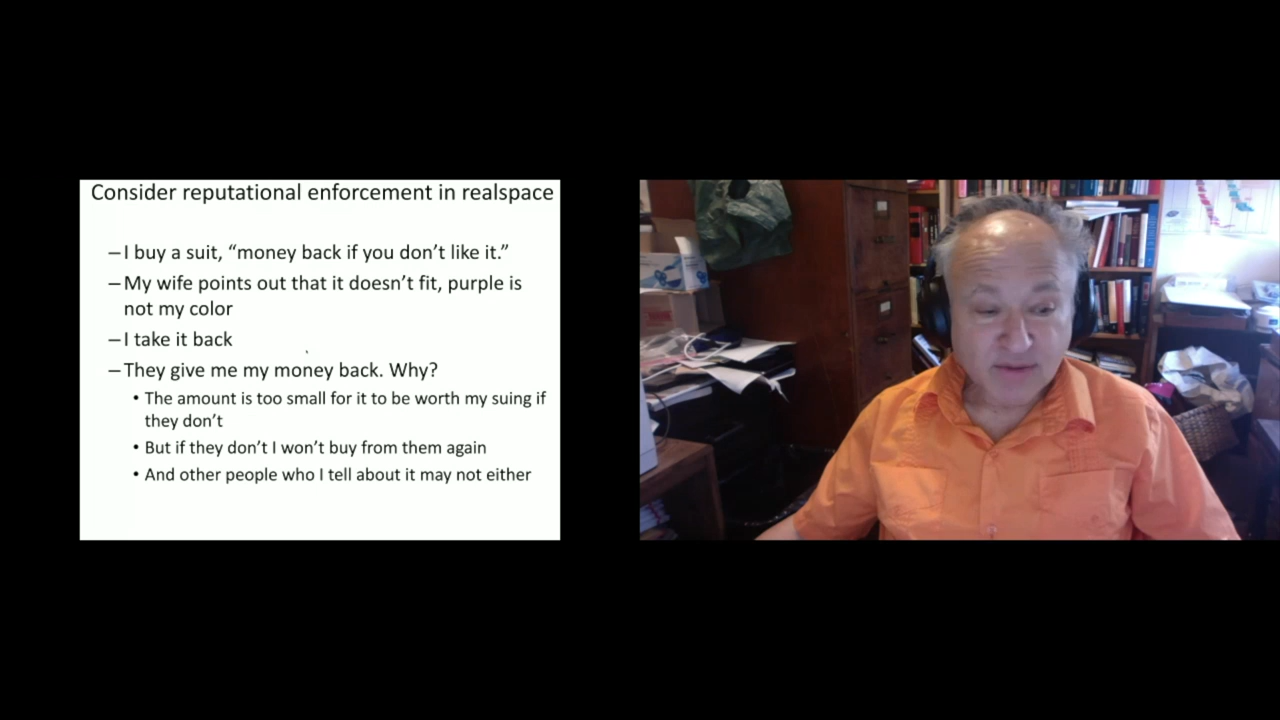 Consider reputational enforcement in realspace
–I buy a suit, “money back if you don’t like it.”
–My wife points out that it doesn’t fit, purple is
not my color
–I take it back
–They give me my money back. Why?
• The amount is too small for it to be worth my suing if
they don’t
• But if they don’t I won’t buy from them again
• And other people who I tell about it may not either